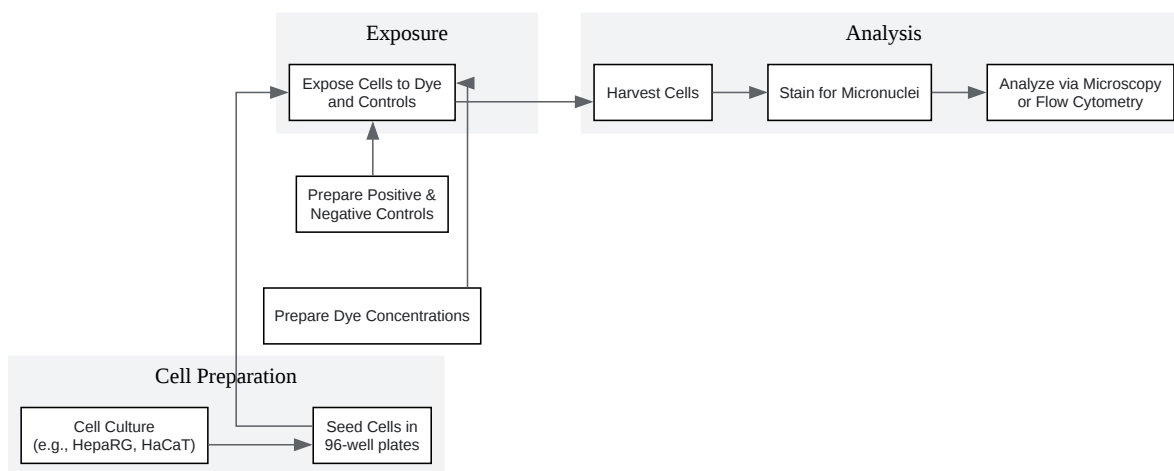 Exposure
Analysis
Expose Cells to Dye
and Controls
Harvest Cells
Stain for Micronuclei
Analyze via Microscopy
or Flow Cytometry
Prepare Positive &
Negative Controls
Prepare Dye Concentrations
Cell Preparation
Cell Culture
(e.g., HepaRG, HaCaT)
Seed Cells in
96-well plates